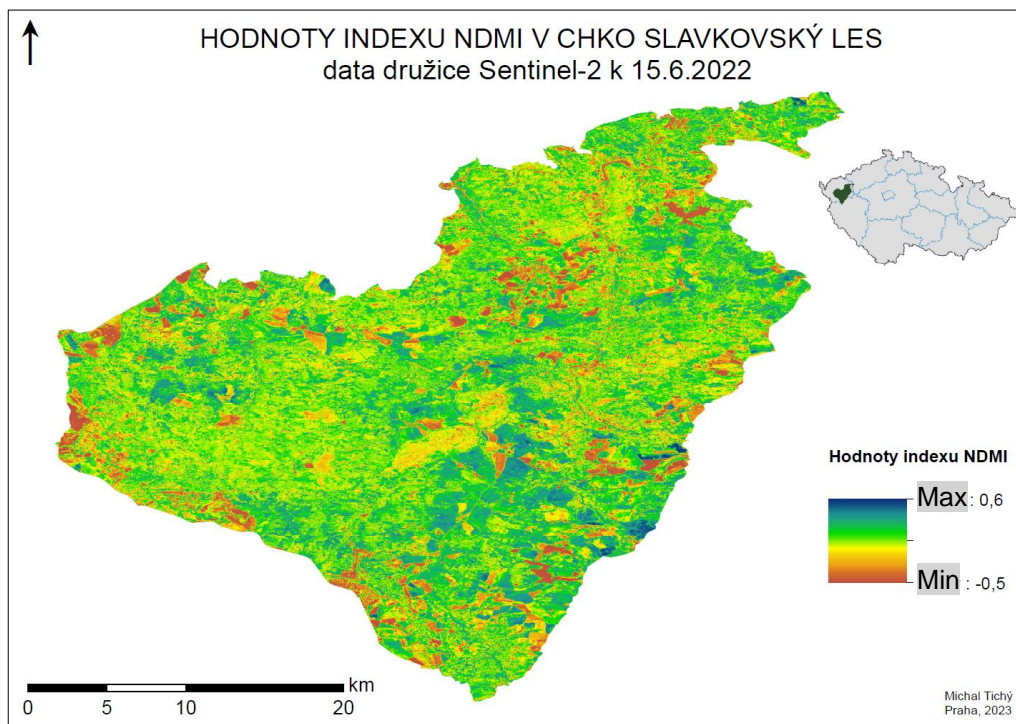 HODNOTY INDEXU NDMI V CHKO SLAVKOVSKÝ LES
data družice Sentinel-2 k 15.6.2022
Hodnoty indexu NDMI
Max : 0,6
Min : -0,5
km
0 5 10 20
Michal Tichý
Praha, 2023